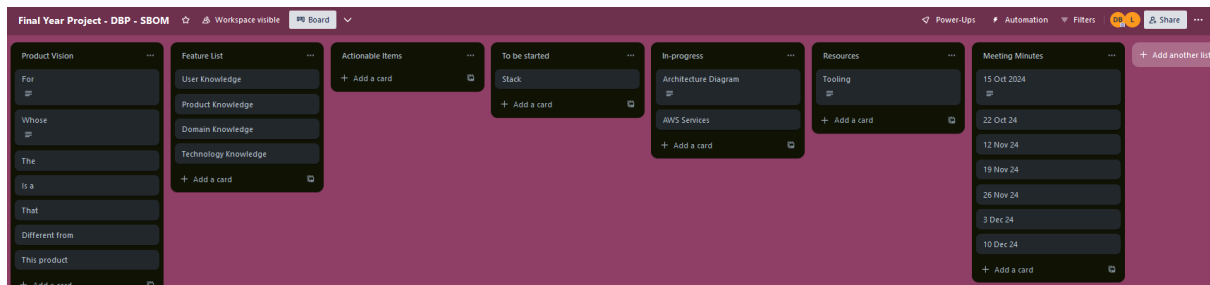 Final Year Project - DBP - SBOM
Workspace visible
Board
Power-Ups
Automation
Filters
DB
L
Share
Product Vision
For
Whose
The
Is a
That
Different from
This product
+ Add a card
Feature List
User Knowledge
Product Knowledge
Domain Knowledge
Technology Knowledge
+ Add a card
Actionable Items
+ Add a card
To be started
Stack
+ Add a card
In-progress
Architecture Diagram
AWS Services
+ Add a card
Resources
Tooling
+ Add a card
Meeting Minutes
15 Oct 2024
22 Oct 24
12 Nov 24
19 Nov 24
26 Nov 24
3 Dec 24
10 Dec 24
+ Add a card
+ Add another list